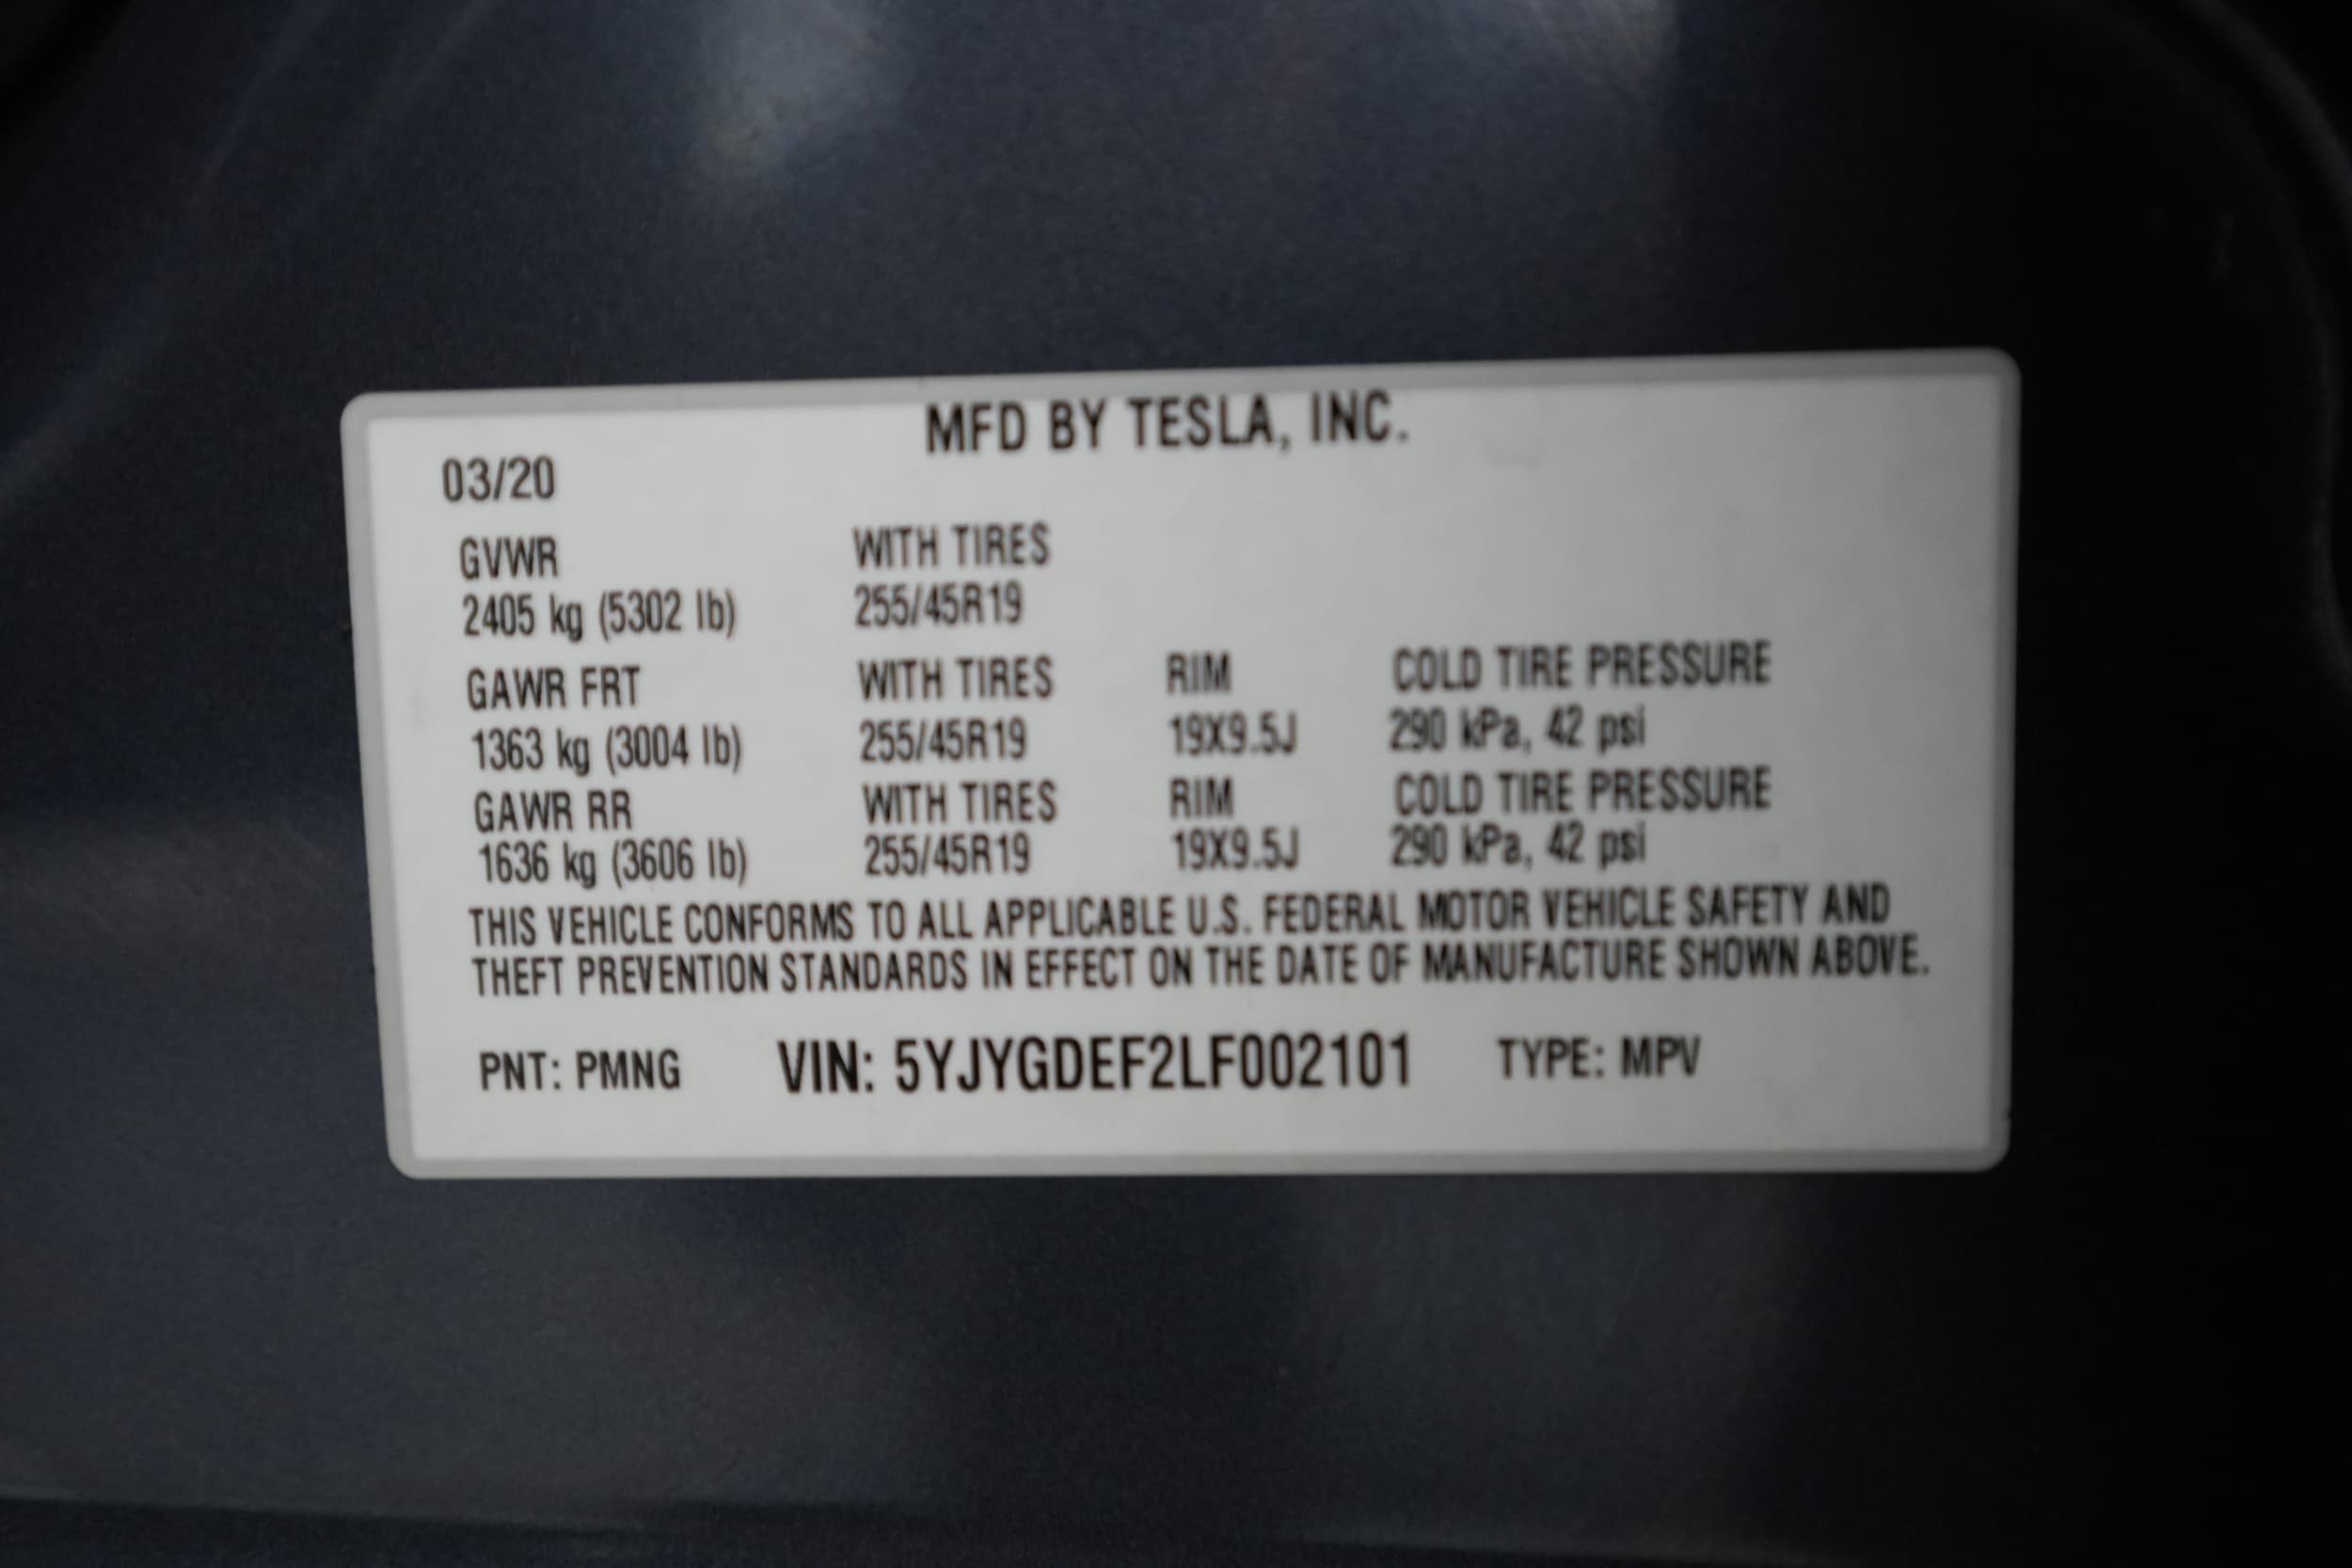 MFD BY TESLA, INC.
03/20
GVWR WITH TIRES
2405 kg (5302 lb) 255/45R19
GAWR FRT WITH TIRES RIM COLD TIRE PRESSURE
1363 kg (3004 lb) 255/45R19 19X9.5J 290 kPa, 42 psi
GAWR RR WITH TIRES RIM COLD TIRE PRESSURE
1636 kg (3606 lb) 255/45R19 19X9.5J 290 kPa, 42 psi
THIS VEHICLE CONFORMS TO ALL APPLICABLE U.S. FEDERAL MOTOR VEHICLE SAFETY AND
THEFT PREVENTION STANDARDS IN EFFECT ON THE DATE OF MANUFACTURE SHOWN ABOVE.
PNT: PMNG VIN: 5YJYGDEF2LF002101 TYPE: MPV